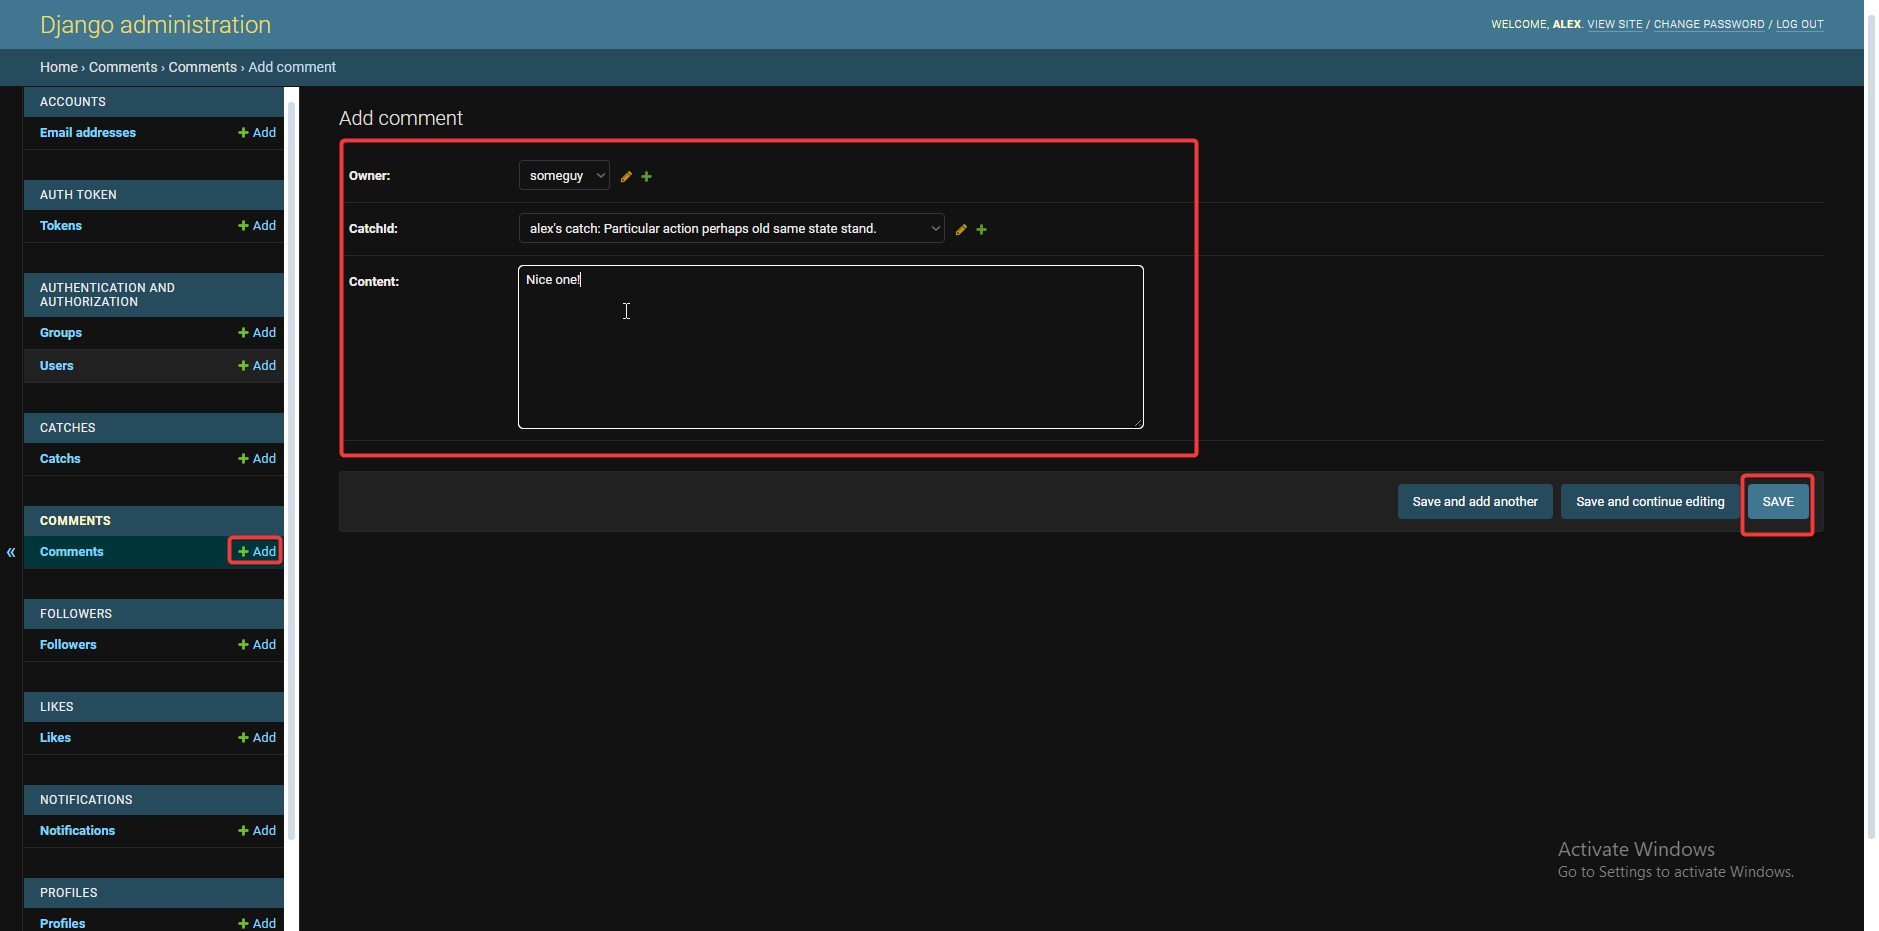 Django administration
WELCOME, ALEX. VIEW SITE / CHANGE PASSWORD / LOG OUT
Home › Comments › Comments › Add comment
ACCOUNTS
Email addresses
Add
AUTH TOKEN
Tokens
Add
AUTHENTICATION AND
AUTHORIZATION
Groups
Add
Users
Add
CATCHES
Catchs
Add
COMMENTS
«
Comments
Add
FOLLOWERS
Followers
Add
LIKES
Likes
Add
NOTIFICATIONS
Notifications
Add
PROFILES
Profiles
Add
Add comment
Owner:
someguy
CatchId:
alex's catch: Particular action perhaps old same state stand.
Content:
Nice one!
Save and add another
Save and continue editing
SAVE
Activate Windows
Go to Settings to activate Windows.